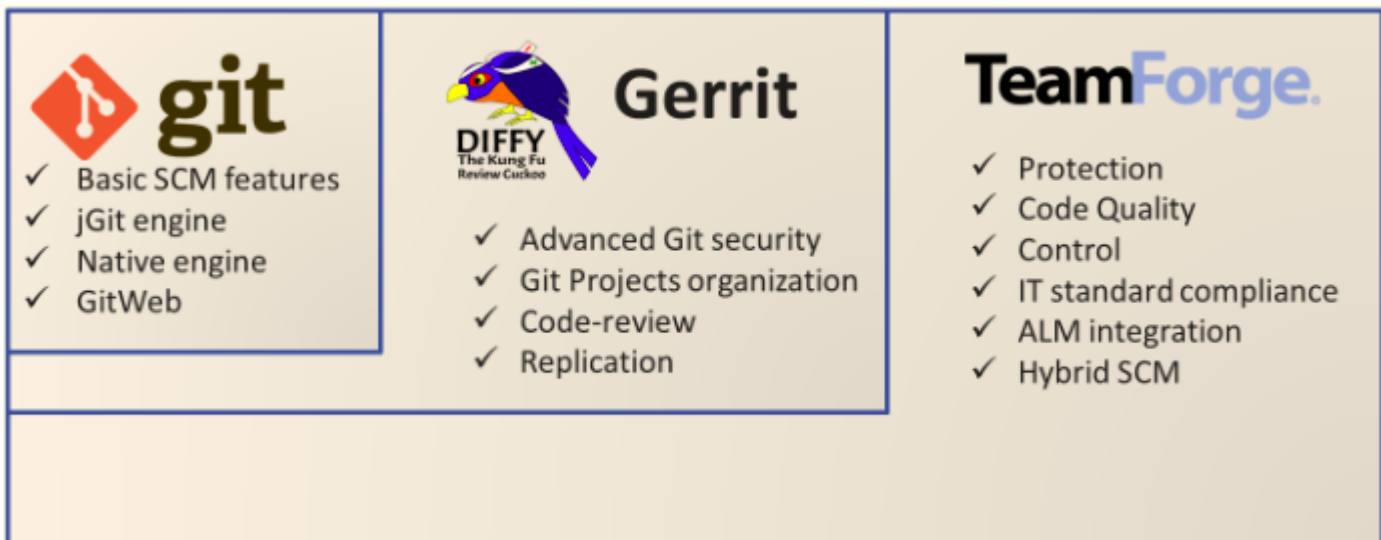 git
Basic SCM features
jGit engine
Native engine
GitWeb
Gerrit
DIFFY
The Kung Fu
Review Cuckoo
Advanced Git security
Git Projects organization
Code-review
Replication
TeamForge.
Protection
Code Quality
Control
IT standard compliance
ALM integration
Hybrid SCM